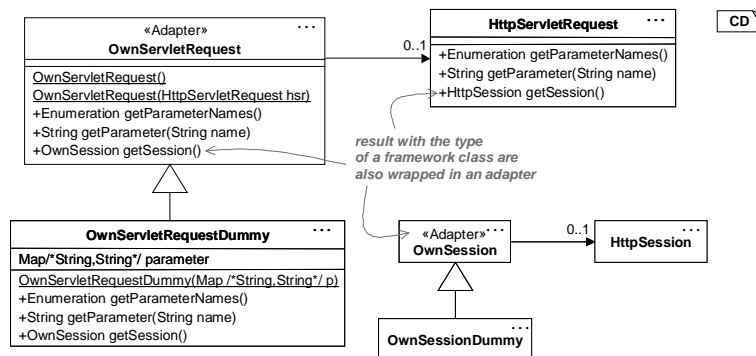 «Adapter»
OwnServletRequest
...
OwnServletRequest()
OwnServletRequest(HttpServletRequest hsr)
+Enumeration getParameterNames()
+String getParameter(String name)
+OwnSession getSession()
0..1
HttpServletRequest
...
+Enumeration getParameterNames()
+String getParameter(String name)
+HttpSession getSession()
CD
result with the type
of a framework class are
also wrapped in an adapter
OwnServletRequestDummy
...
Map/*String,String*/ parameter
OwnServletRequestDummy(Map /*String,String*/ p)
+Enumeration getParameterNames()
+String getParameter(String name)
+OwnSession getSession()
«Adapter»
...
OwnSession
0..1
HttpSession
...
OwnSessionDummy
...